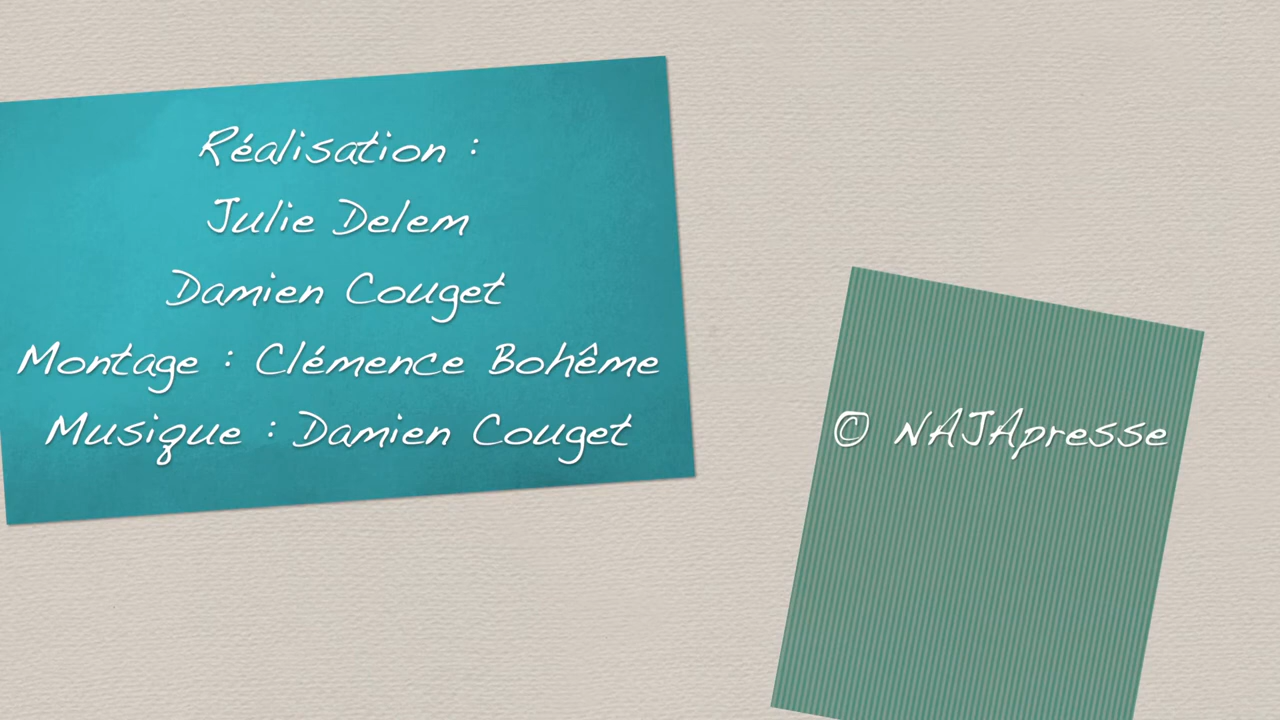 Réalisation :
Julie Delem
Damien Couget
Montage : Clémence Bohême
Musique : Damien Couget
© NAJApresse